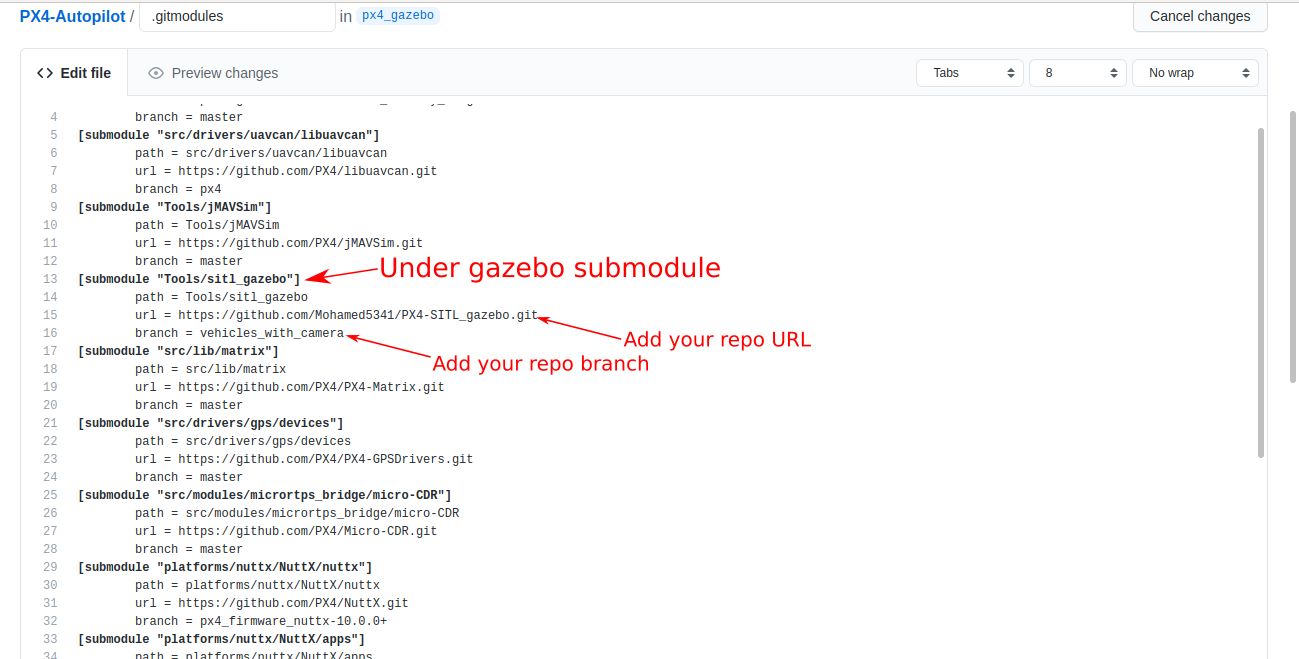 PX4-Autopilot / .gitmodules in px4_gazebo Cancel changes
Edit file Preview changes Tabs 8 No wrap
4 branch = master
5 [submodule "src/drivers/uavcan/libuavcan"]
6 path = src/drivers/uavcan/libuavcan
7 url = https://github.com/PX4/libuavcan.git
8 branch = px4
9 [submodule "Tools/jMAVSim"]
10 path = Tools/jMAVSim
11 url = https://github.com/PX4/jMAVSim.git
12 branch = master
13 [submodule "Tools/sitl_gazebo"] Under gazebo submodule
14 path = Tools/sitl_gazebo
15 url = https://github.com/Mohamed5341/PX4-SITL_gazebo.git
Add your repo URL
16 branch = vehicles_with_camera
Add your repo branch
17 [submodule "src/lib/matrix"]
18 path = src/lib/matrix
19 url = https://github.com/PX4/PX4-Matrix.git
20 branch = master
21 [submodule "src/drivers/gps/devices"]
22 path = src/drivers/gps/devices
23 url = https://github.com/PX4/PX4-GPSDrivers.git
24 branch = master
25 [submodule "src/modules/micrortps_bridge/micro-CDR"]
26 path = src/modules/micrortps_bridge/micro-CDR
27 url = https://github.com/PX4/Micro-CDR.git
28 branch = master
29 [submodule "platforms/nuttx/NuttX/nuttx"]
30 path = platforms/nuttx/NuttX/nuttx
31 url = https://github.com/PX4/NuttX.git
32 branch = px4_firmware_nuttx-10.0.0+
33 [submodule "platforms/nuttx/NuttX/apps"]
34 path = platforms/nuttx/NuttX/apps